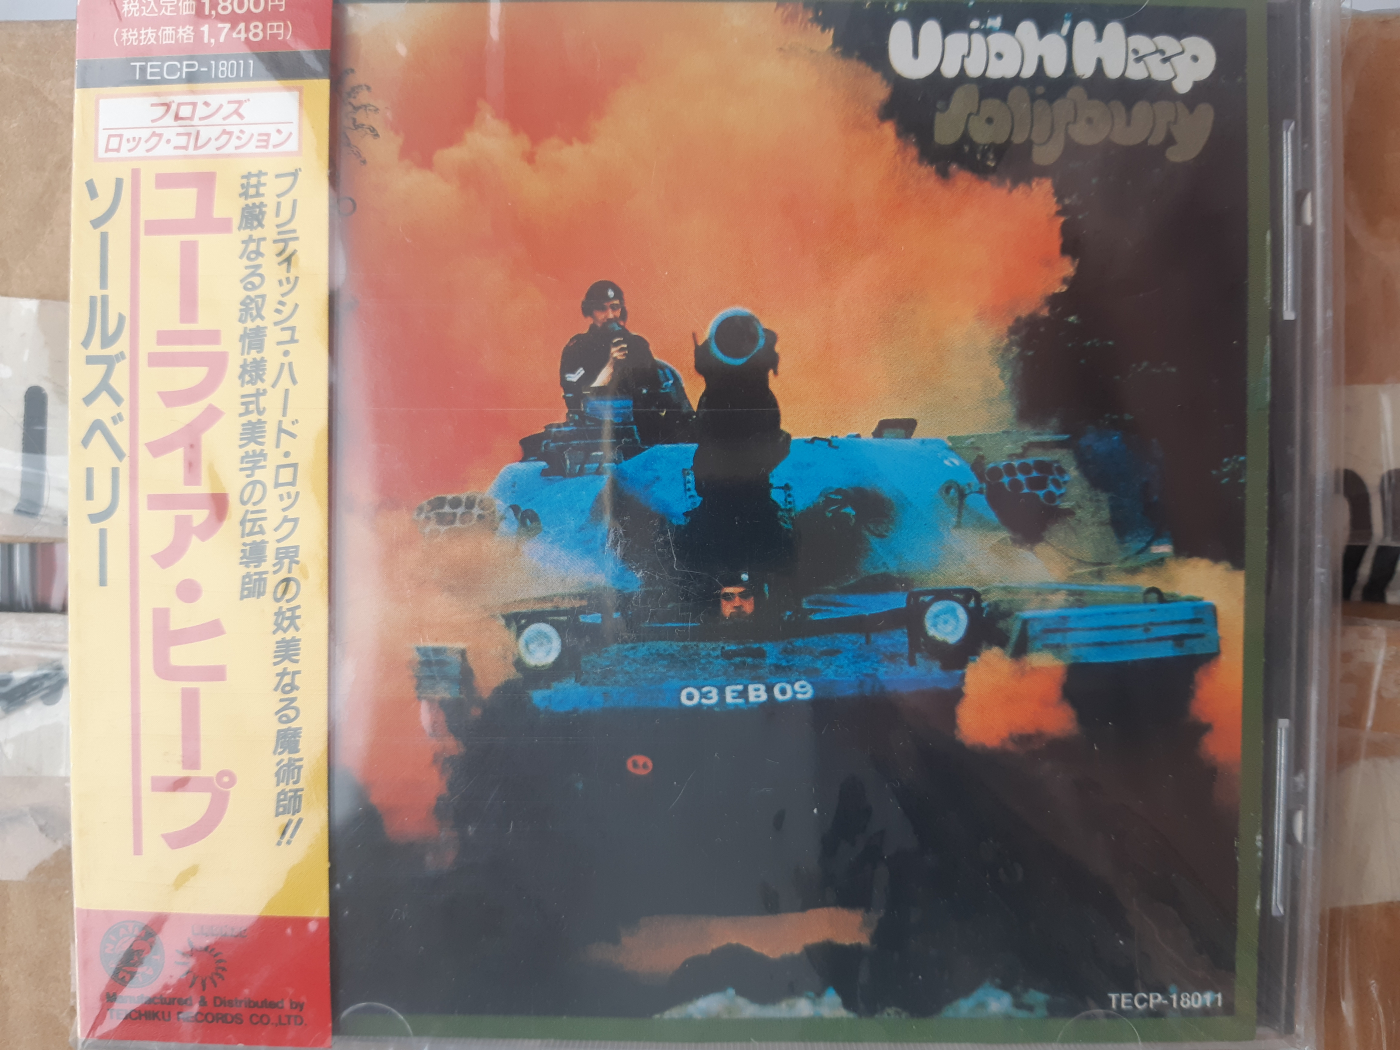 税込定価1,800円
(税抜価格1,748円)
TECP-18011
ブロンズ
ロック・コレクション
ブリティッシュ・ハード・ロック界の妖美なる魔術師!!
荘厳なる叙情様式美学の伝導師
ユーライア・ヒープ
ソールズベリー
Manufactured & Distributed by
TEICHIKU RECORDS CO.,LTD.
Uriah Heep
Salisbury
03 EB 09
TECP-18011